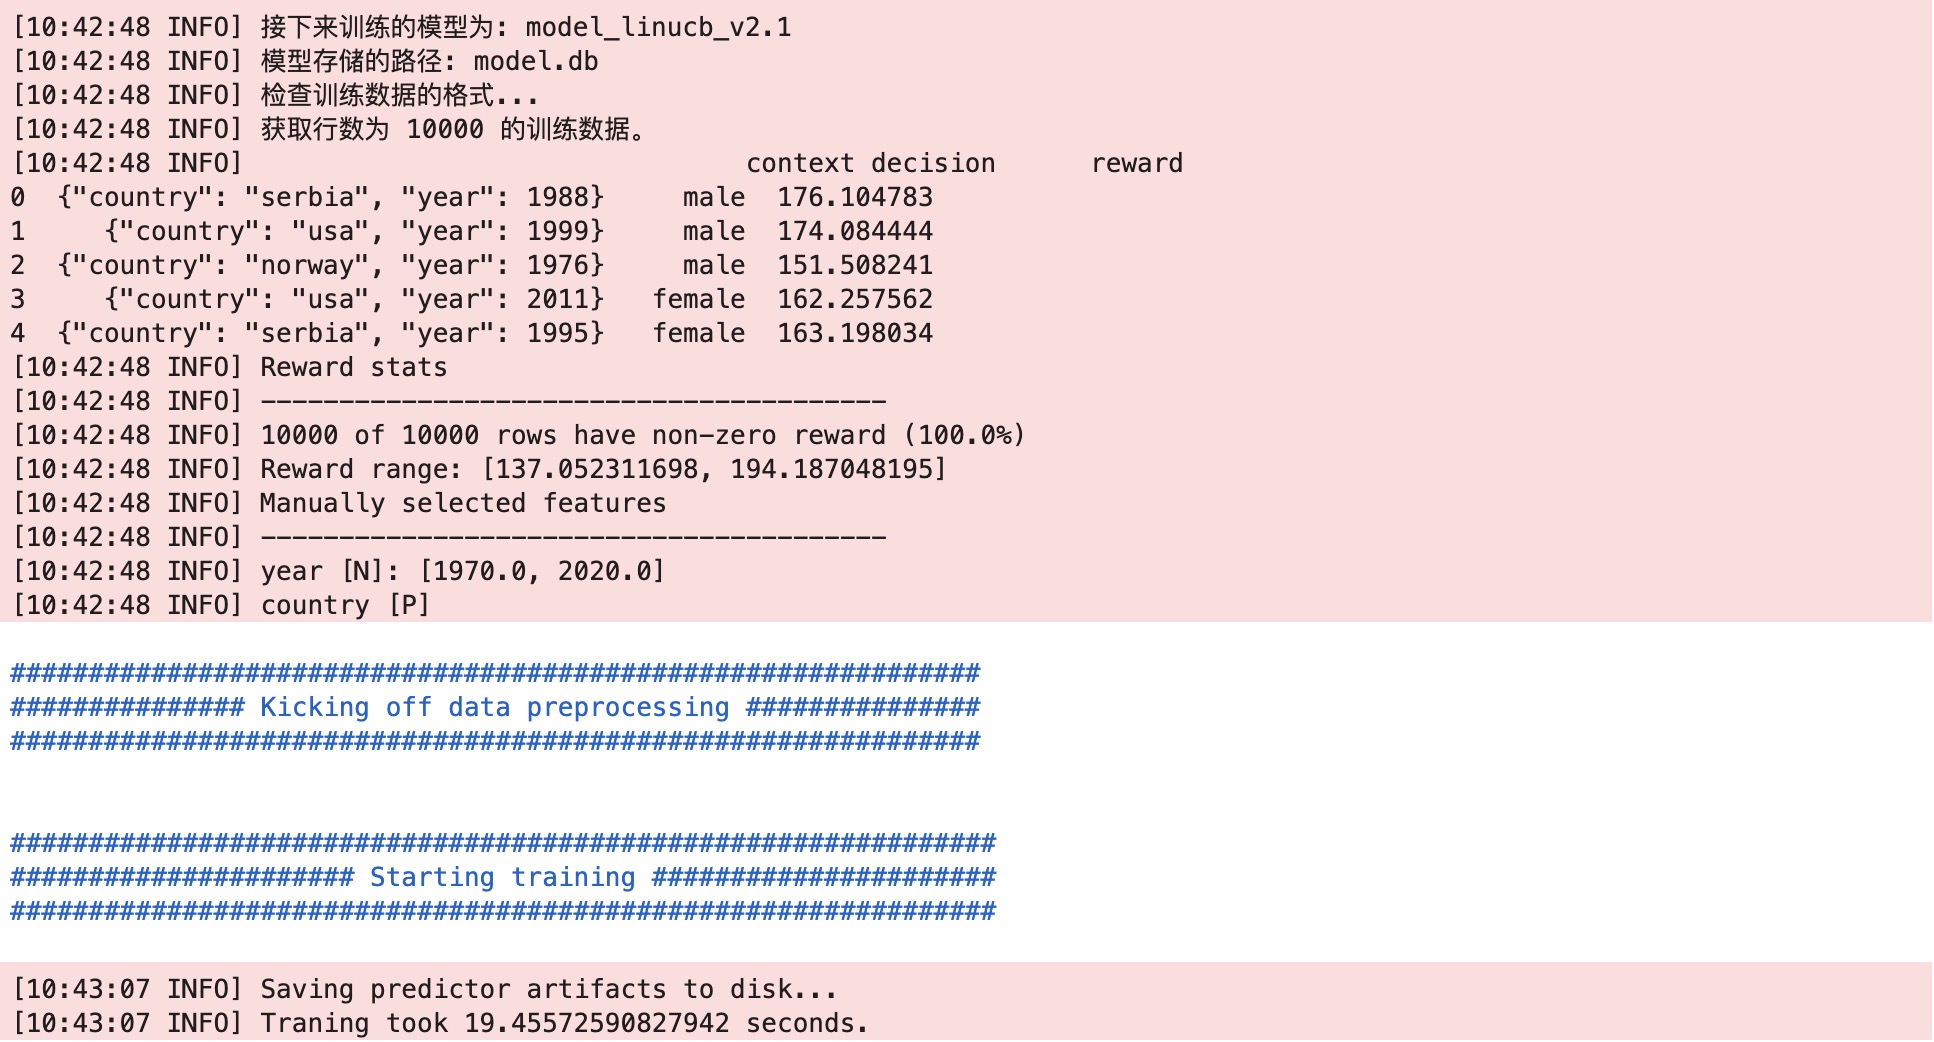 [10:42:48 INFO] 接下来训练的模型为: model_linucb_v2.1
[10:42:48 INFO] 模型存储的路径: model.db
[10:42:48 INFO] 检查训练数据的格式...
[10:42:48 INFO] 获取行数为 10000 的训练数据。
[10:42:48 INFO]                                context decision      reward
0  {"country": "serbia", "year": 1988}     male  176.104783
1     {"country": "usa", "year": 1999}     male  174.084444
2  {"country": "norway", "year": 1976}     male  151.508241
3     {"country": "usa", "year": 2011}   female  162.257562
4  {"country": "serbia", "year": 1995}   female  163.198034
[10:42:48 INFO] Reward stats
[10:42:48 INFO] ----------------------------------------
[10:42:48 INFO] 10000 of 10000 rows have non-zero reward (100.0%)
[10:42:48 INFO] Reward range: [137.052311698, 194.187048195]
[10:42:48 INFO] Manually selected features
[10:42:48 INFO] ----------------------------------------
[10:42:48 INFO] year [N]: [1970.0, 2020.0]
[10:42:48 INFO] country [P]
##############################################################
############### Kicking off data preprocessing ###############
##############################################################
###############################################################
###################### Starting training ######################
###############################################################
[10:43:07 INFO] Saving predictor artifacts to disk...
[10:43:07 INFO] Traning took 19.45572590827942 seconds.